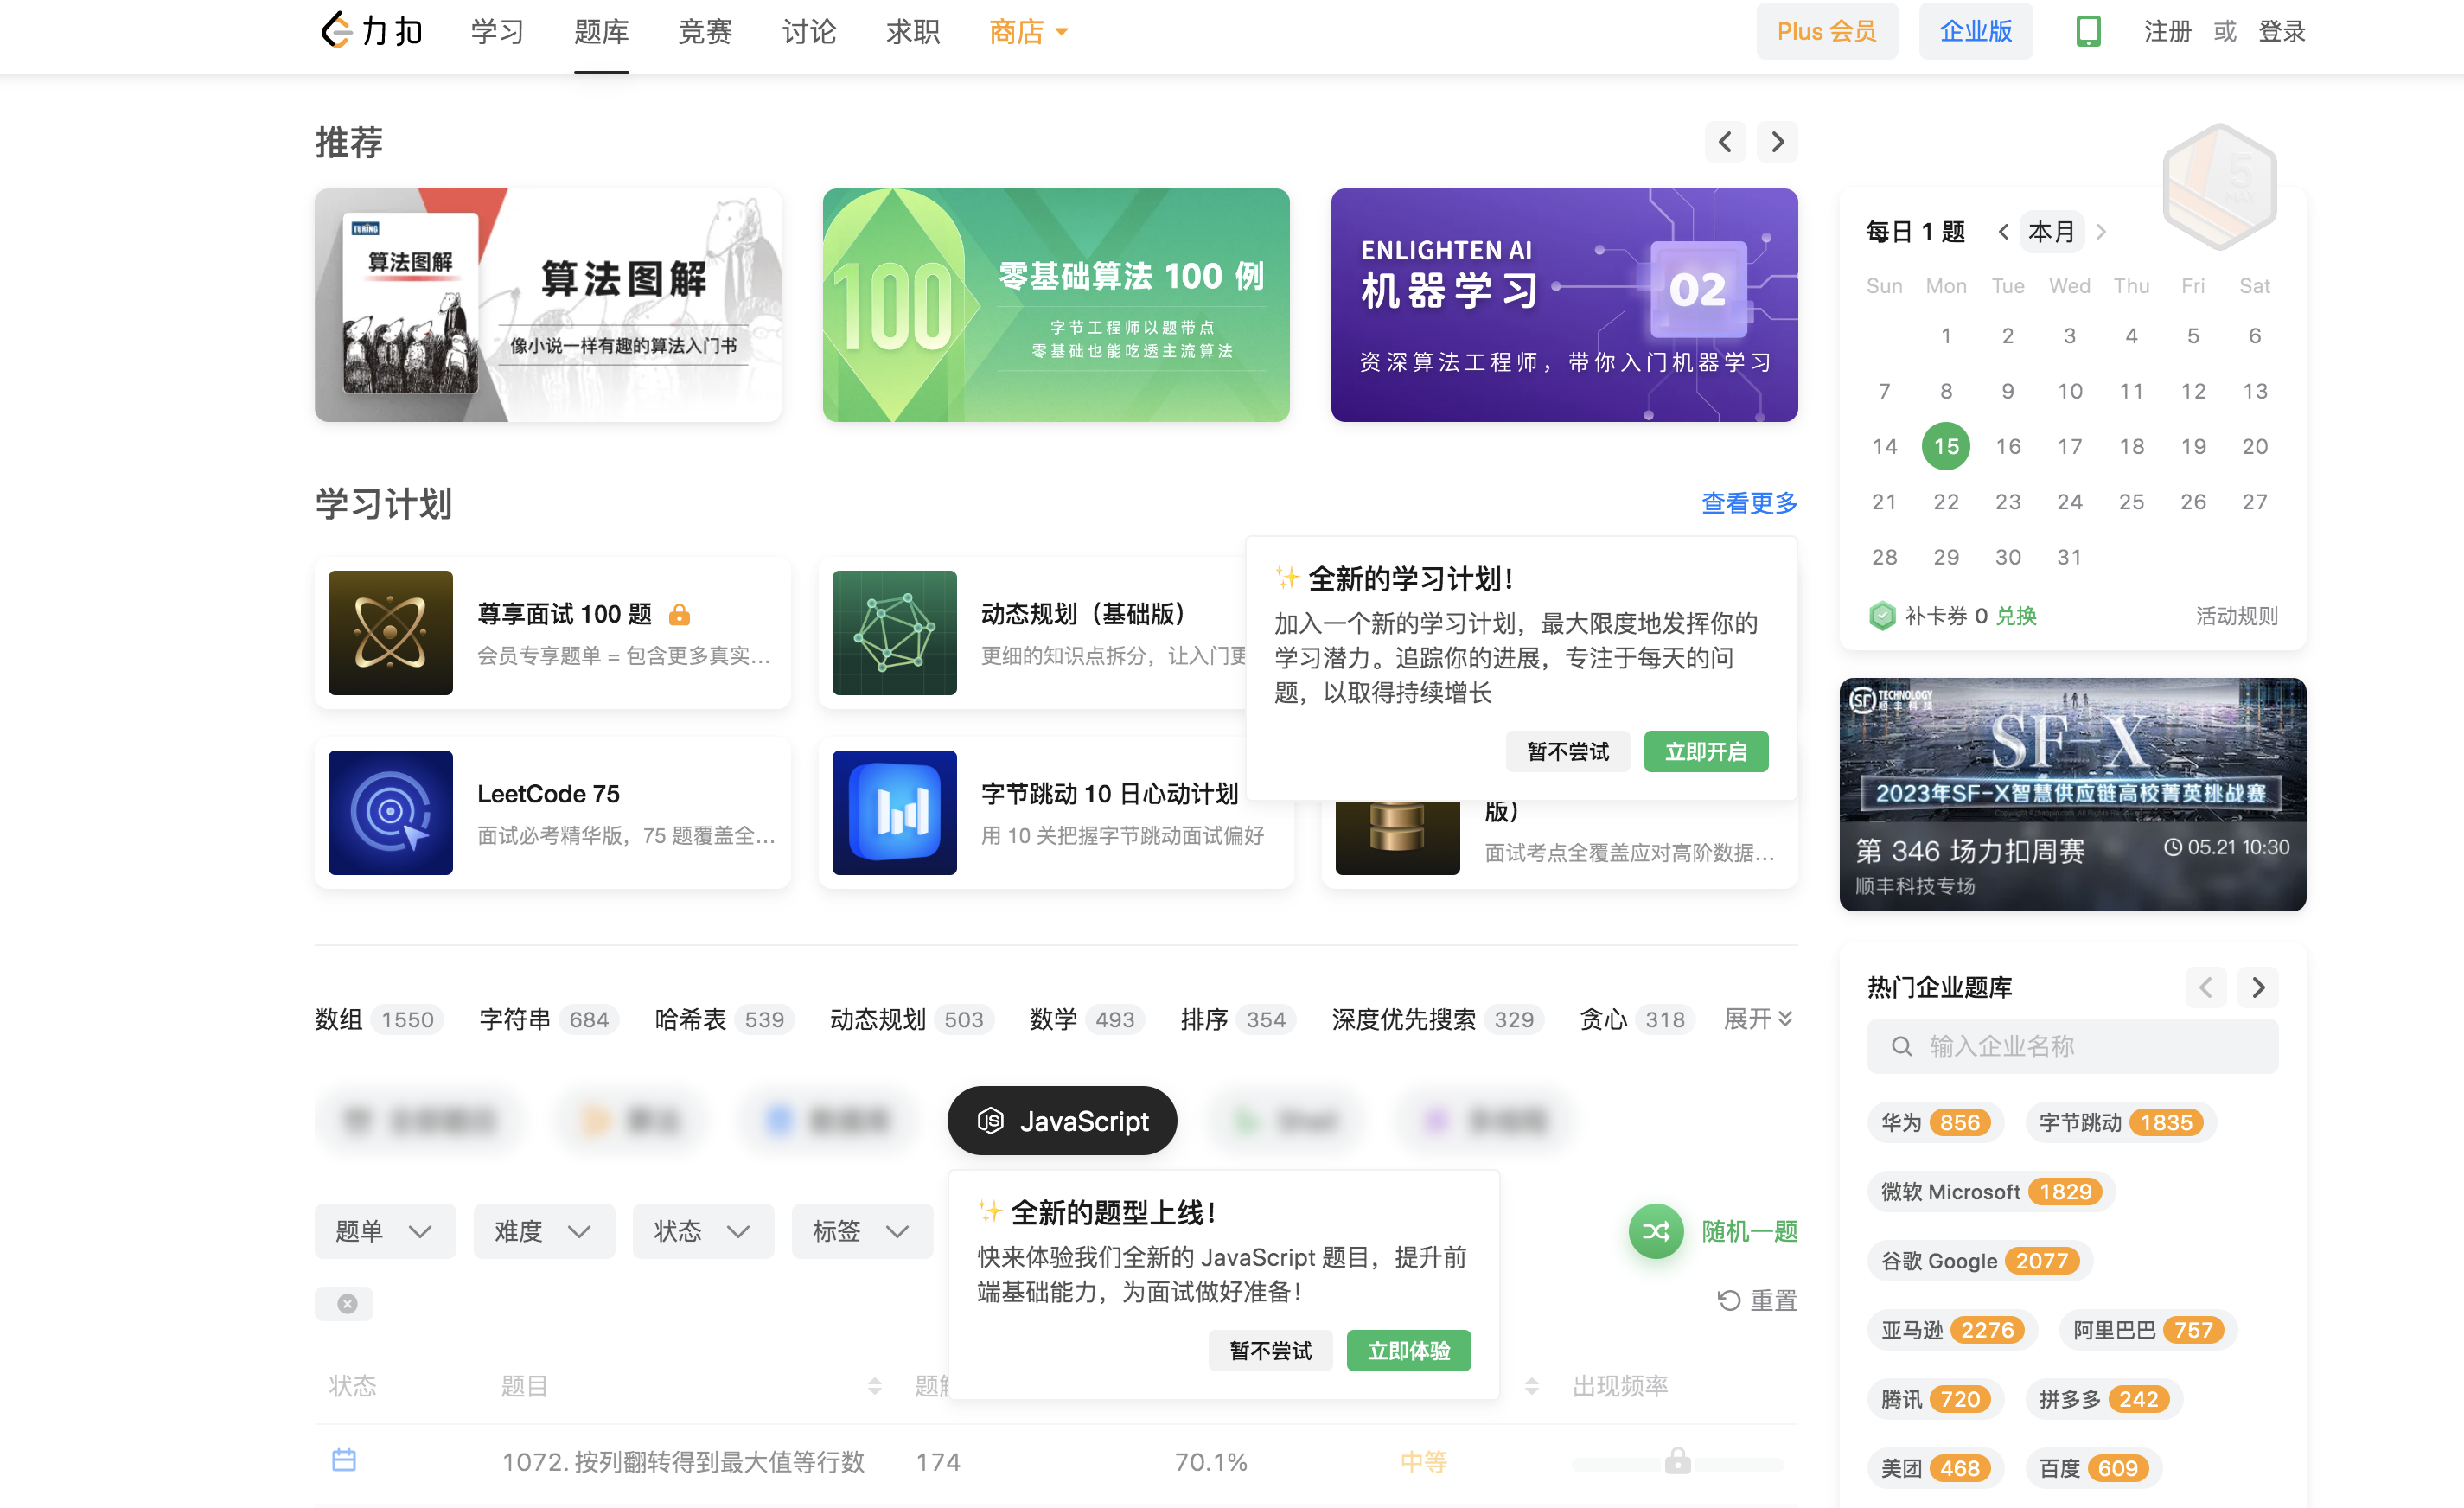 力扣 学习 题库 竞赛 讨论 求职 商店 Plus 会员 企业版 注册 或 登录
推荐
TURING
算法图解
算法图解
像小说一样有趣的算法入门书
100
零基础算法 100 例
字节工程师以题带点
零基础也能吃透主流算法
ENLIGHTEN AI
机器学习
02
资深算法工程师，带你入门机器学习
学习计划 查看更多
尊享面试 100 题
会员专享题单 = 包含更多真实...
动态规划（基础版）
更细的知识点拆分，让入门更
LeetCode 75
面试必考精华版，75 题覆盖全...
字节跳动 10 日心动计划
用 10 关把握字节跳动面试偏好
版）
面试考点全覆盖应对高阶数据...
✨ 全新的学习计划！
加入一个新的学习计划，最大限度地发挥你的
学习潜力。追踪你的进展，专注于每天的问
题，以取得持续增长
暂不尝试 立即开启
数组 1550 字符串 684 哈希表 539 动态规划 503 数学 493 排序 354 深度优先搜索 329 贪心 318 展开
JS JavaScript
✨ 全新的题型上线！
快来体验我们全新的 JavaScript 题目，提升前
端基础能力，为面试做好准备！
暂不尝试 立即体验
题单 难度 状态 标签 随机一题
重置
状态 题目 出现频率
1072. 按列翻转得到最大值等行数 174 70.1% 中等
每日 1 题 本月
Sun Mon Tue Wed Thu Fri Sat
1 2 3 4 5 6
7 8 9 10 11 12 13
14 15 16 17 18 19 20
21 22 23 24 25 26 27
28 29 30 31
补卡券 0 兑换 活动规则
SF TECHNOLOGY
顺丰科技
SF-X
2023年SF-X智慧供应链高校菁英挑战赛
第 346 场力扣周赛 05.21 10:30
顺丰科技专场
热门企业题库
输入企业名称
华为 856 字节跳动 1835
微软 Microsoft 1829
谷歌 Google 2077
亚马逊 2276 阿里巴巴 757
腾讯 720 拼多多 242
美团 468 百度 609